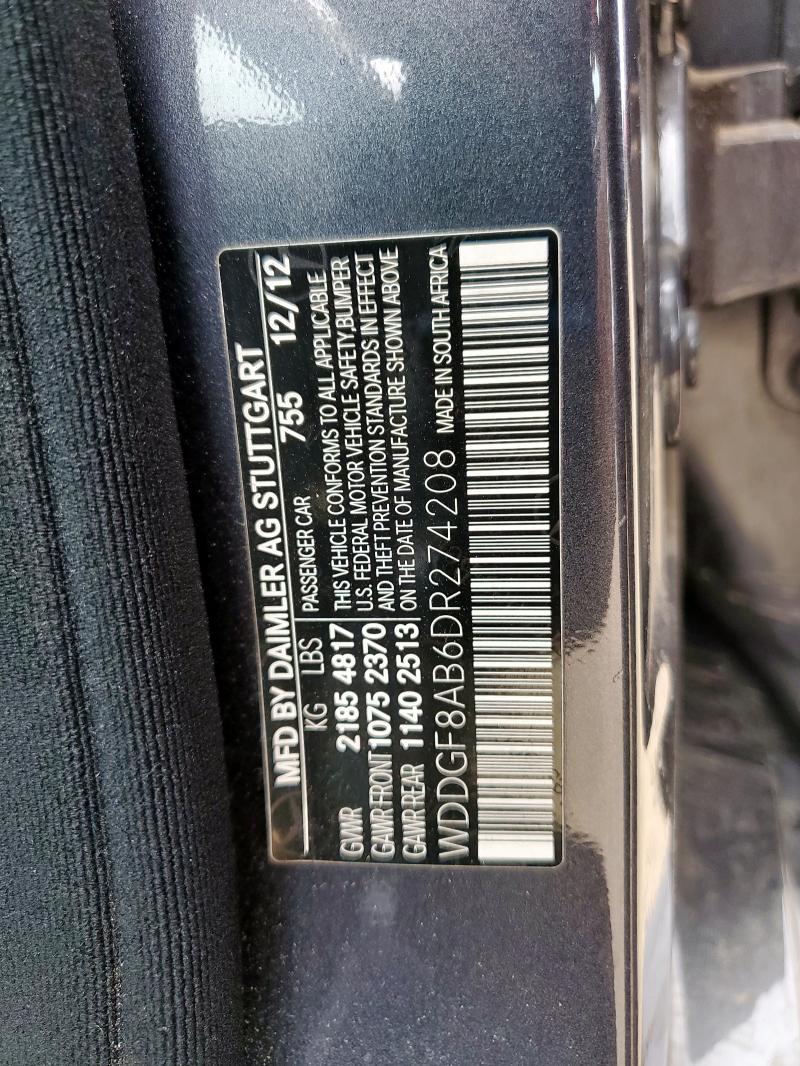 MFD BY DAIMLER AG STUTTGART
KG LBS PASSENGER CAR 755 12/12
GVWR 2185 4817 THIS VEHICLE CONFORMS TO ALL APPLICABLE
GAWR FRONT 1075 2370 U.S. FEDERAL MOTOR VEHICLE SAFETY,BUMPER
GAWR REAR 1140 2513 AND THEFT PREVENTION STANDARDS IN EFFECT
ON THE DATE OF MANUFACTURE SHOWN ABOVE
WDDGF8AB6DR274208 MADE IN SOUTH AFRICA